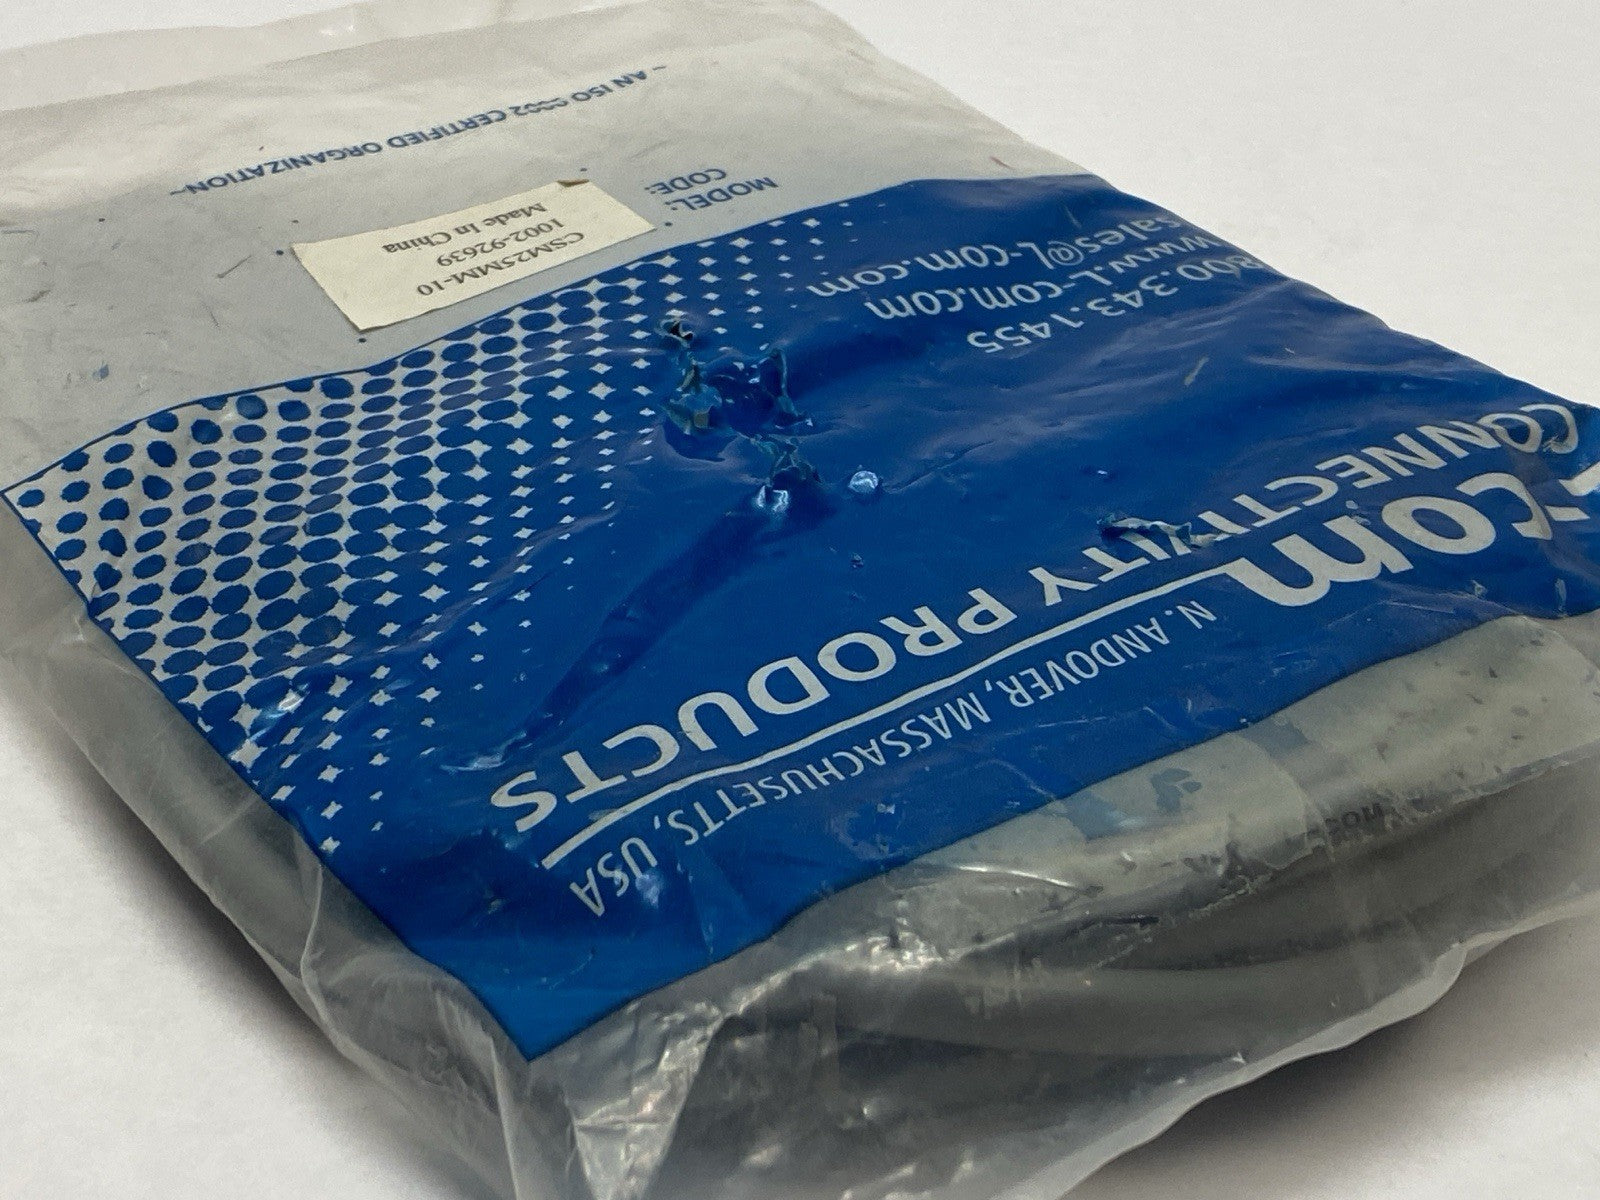 com
CONNECTIVITY PRODUCTS
N. ANDOVER, MASSACHUSETTS, USA
800.343.1455
www.L-com.com
sales@L-com.com
MODEL:
CODE:
CSM25MM-10
1002-92639
Made In China
~ AN ISO 9002 CERTIFIED ORGANIZATION~